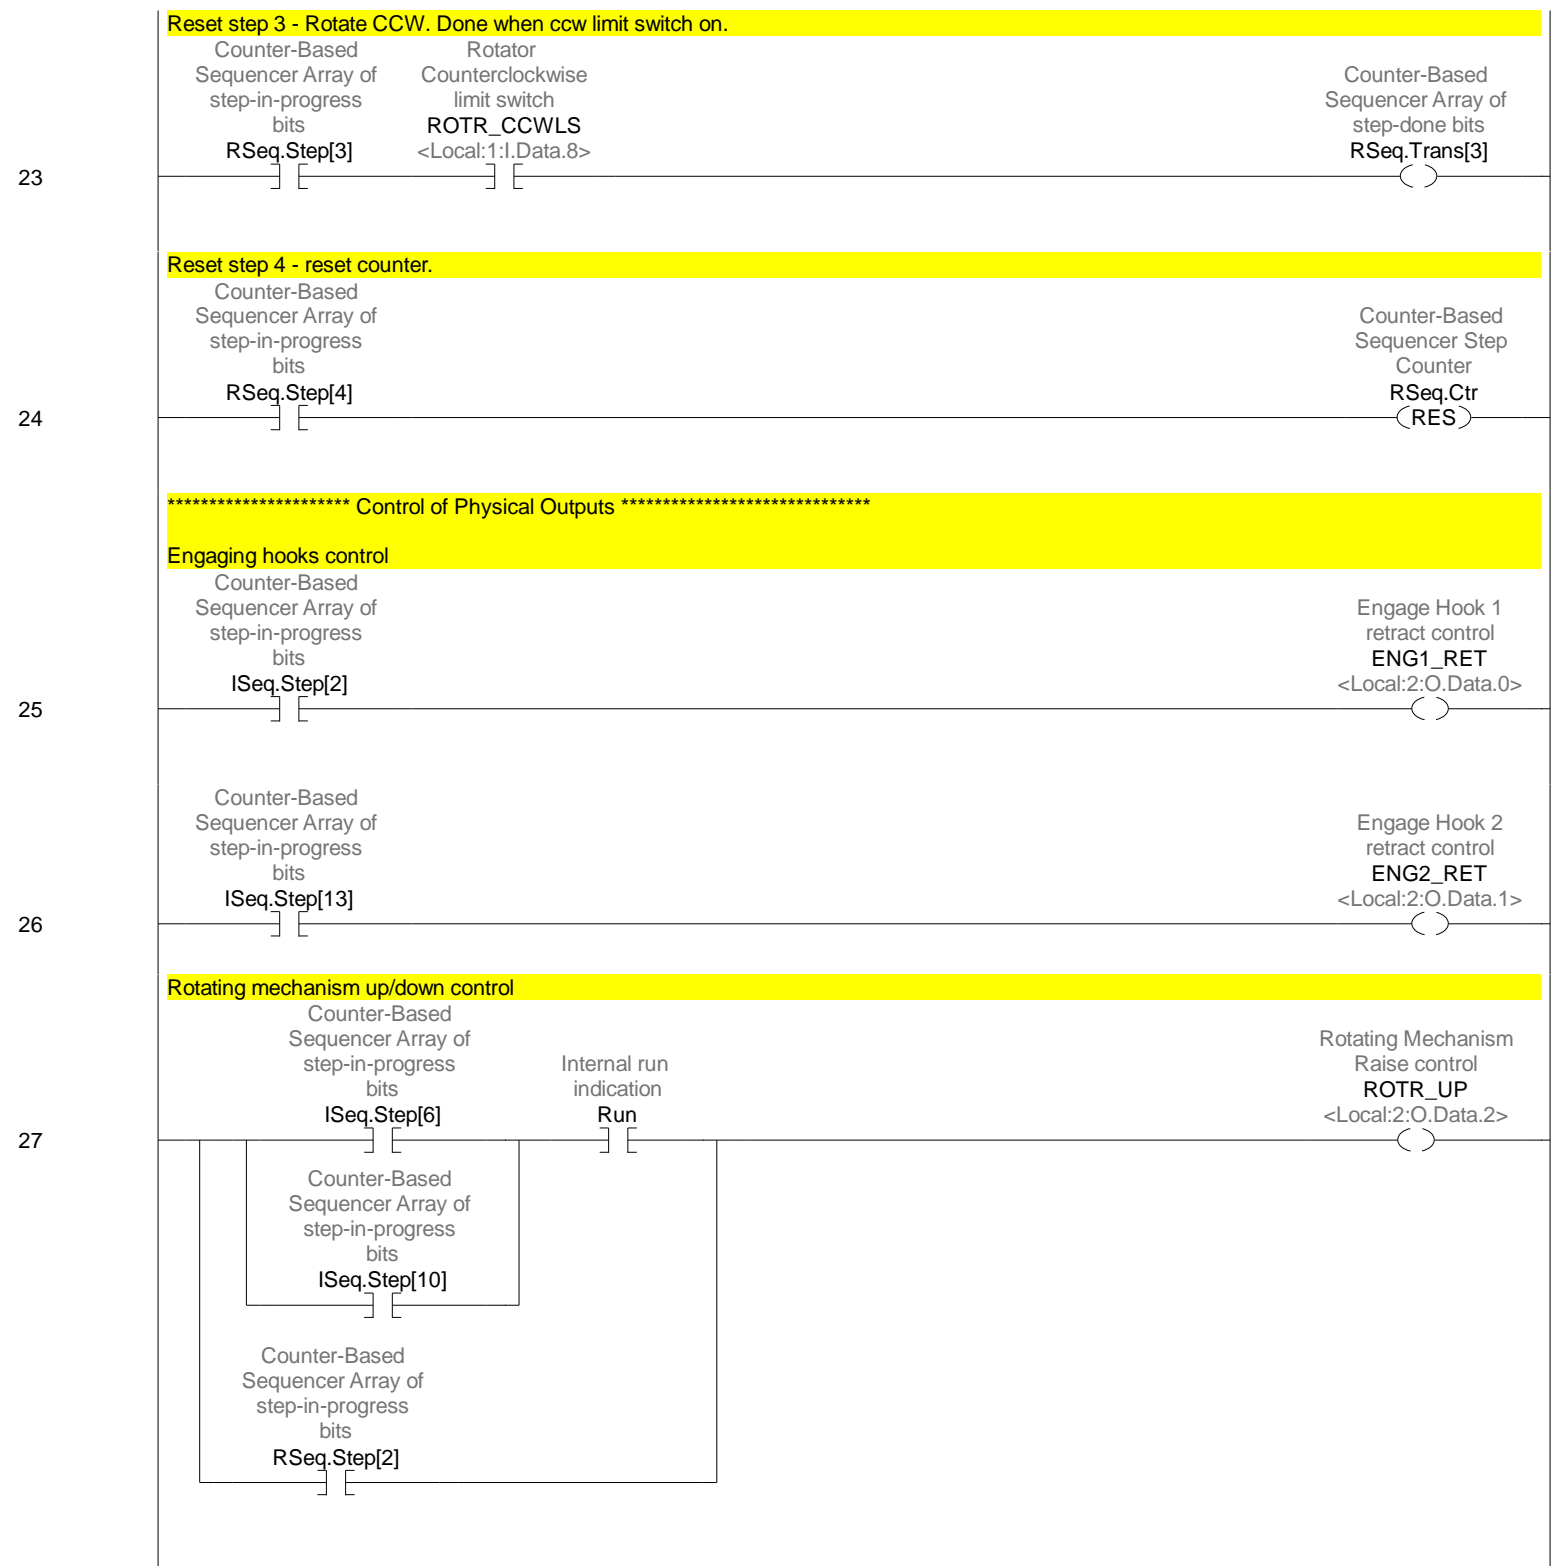 Reset step 3 - Rotate CCW. Done when ccw limit switch on.
Counter-Based
Sequencer Array of
step-in-progress
bits
RSeq.Step[3]
Rotator
Counterclockwise
limit switch
ROTR_CCWLS
<Local:1:I.Data.8>
Counter-Based
Sequencer Array of
step-done bits
RSeq.Trans[3]
23
Reset step 4 - reset counter.
Counter-Based
Sequencer Array of
step-in-progress
bits
RSeq.Step[4]
Counter-Based
Sequencer Step
Counter
RSeq.Ctr
RES
24
********************** Control of Physical Outputs ******************************
Engaging hooks control
Counter-Based
Sequencer Array of
step-in-progress
bits
ISeq.Step[2]
Engage Hook 1
retract control
ENG1_RET
<Local:2:O.Data.0>
25
Counter-Based
Sequencer Array of
step-in-progress
bits
ISeq.Step[13]
Engage Hook 2
retract control
ENG2_RET
<Local:2:O.Data.1>
26
Rotating mechanism up/down control
Counter-Based
Sequencer Array of
step-in-progress
bits
ISeq.Step[6]
Internal run
indication
Run
Rotating Mechanism
Raise control
ROTR_UP
<Local:2:O.Data.2>
27
Counter-Based
Sequencer Array of
step-in-progress
bits
ISeq.Step[10]
Counter-Based
Sequencer Array of
step-in-progress
bits
RSeq.Step[2]